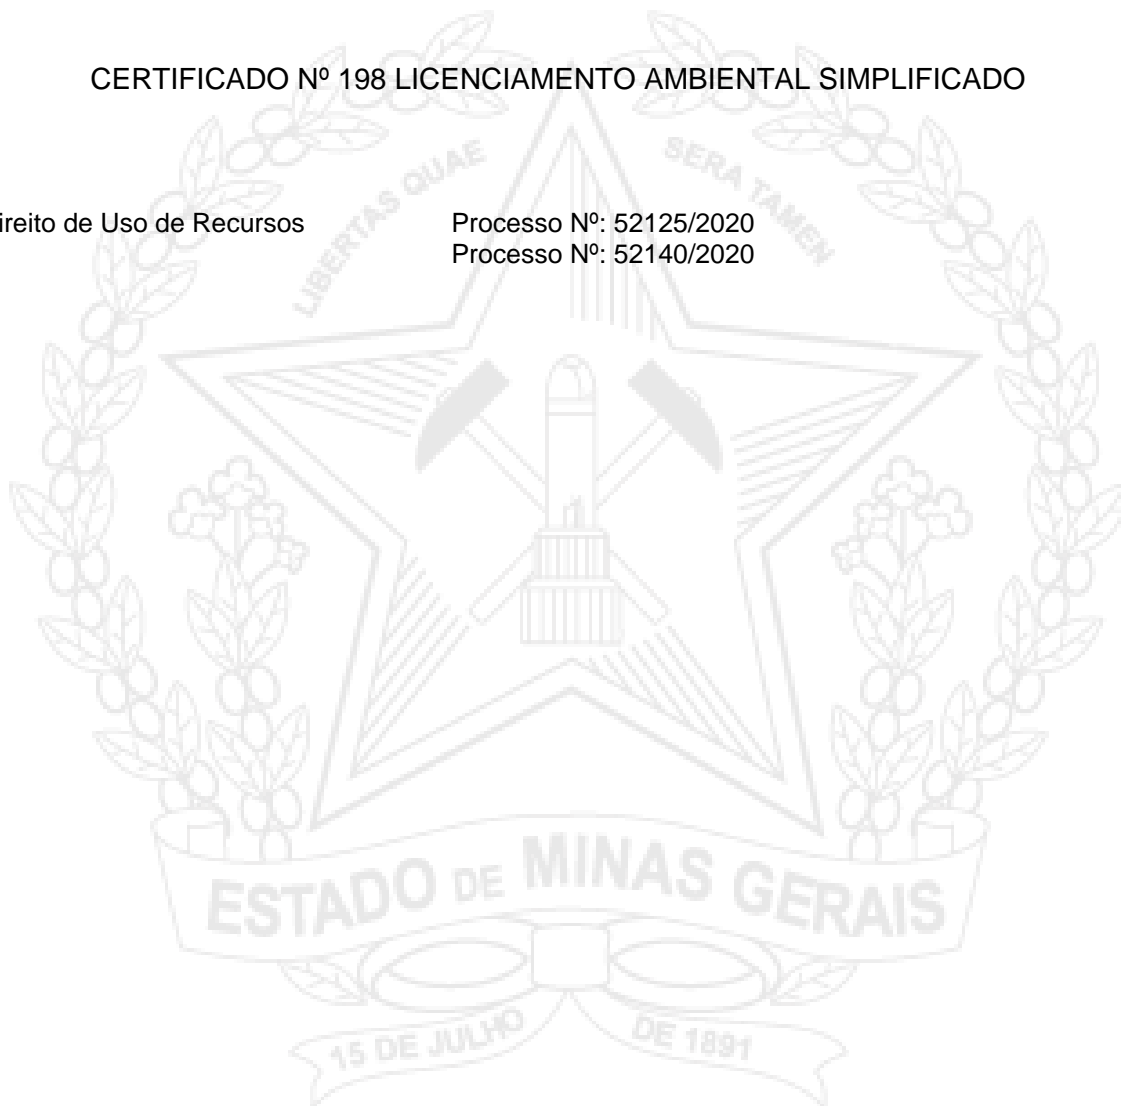 CERTIFICADO Nº 198 LICENCIAMENTO AMBIENTAL SIMPLIFICADO
LIBERTAS QUAE SERA TAMEN
ireito de Uso de Recursos Processo Nº: 52125/2020
Processo Nº: 52140/2020
ESTADO DE MINAS GERAIS
15 DE JULHO DE 1891